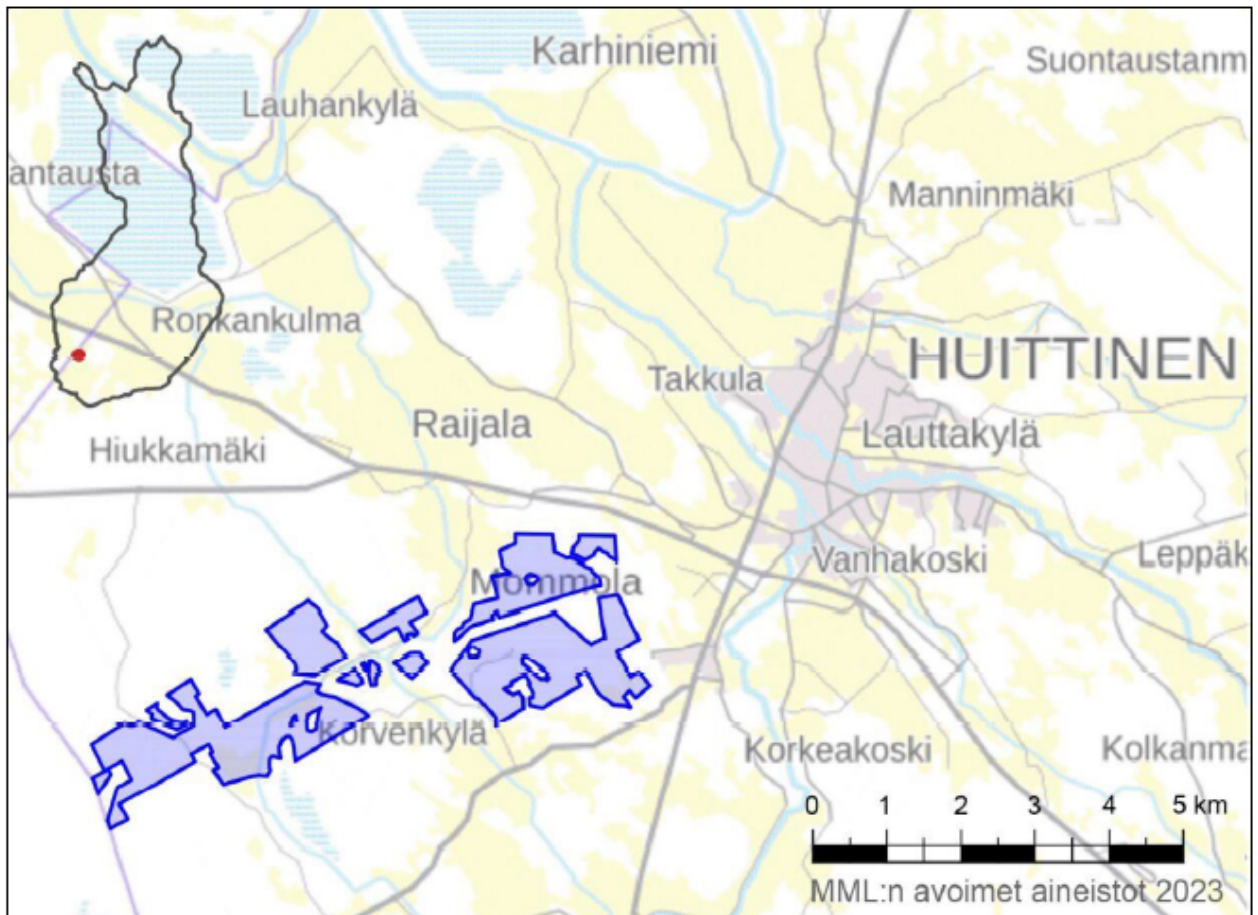 Karhiniemi
Suontaustanm
Lauhankylä
antausta
Manninmäki
Ronkankulma
HUITTINEN
Takkula
Raijala
Lauttakylä
Hiukkamäki
Vanhakoski
Leppäk
Mommola
Korvenkylä
Korkeakoski
Kolkanma
0 1 2 3 4 5 km
MML:n avoimet aineistot 2023